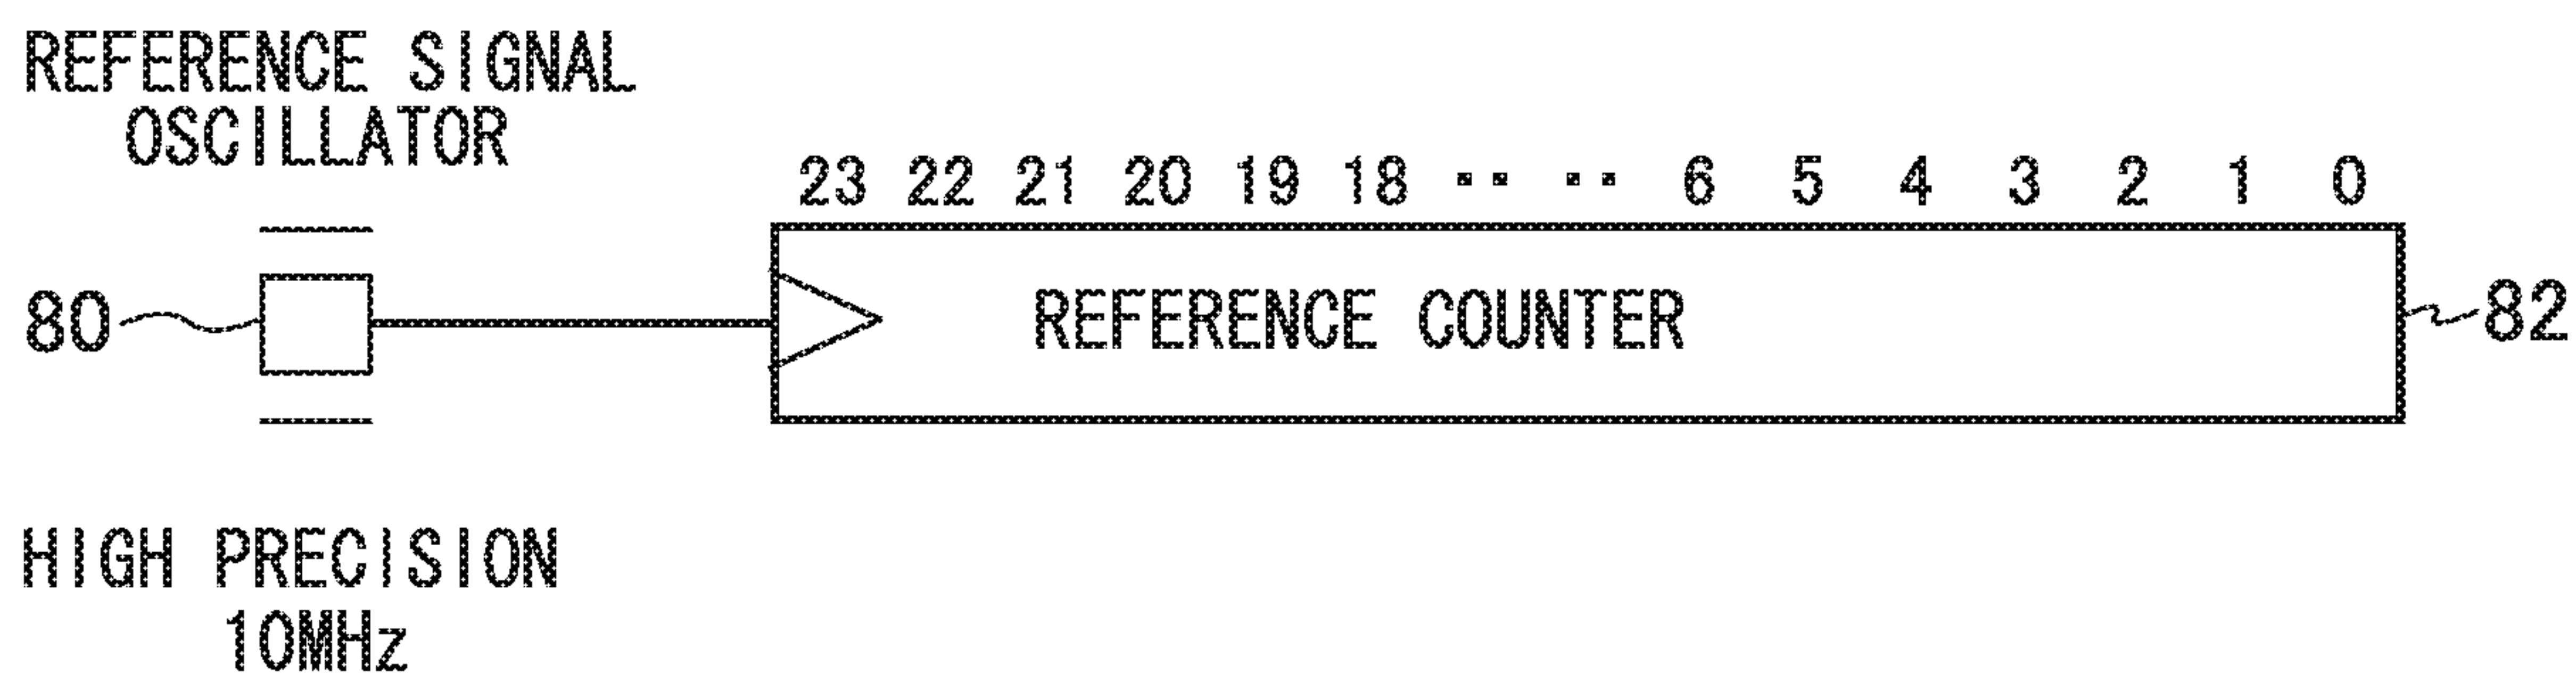 REFERENCE SIGNAL
OSCILLATOR
23 22 21 20 19 18 ‥ ‥ 6 5 4 3 2 1 0
80
REFERENCE COUNTER
82
HIGH PRECISION
10MHz